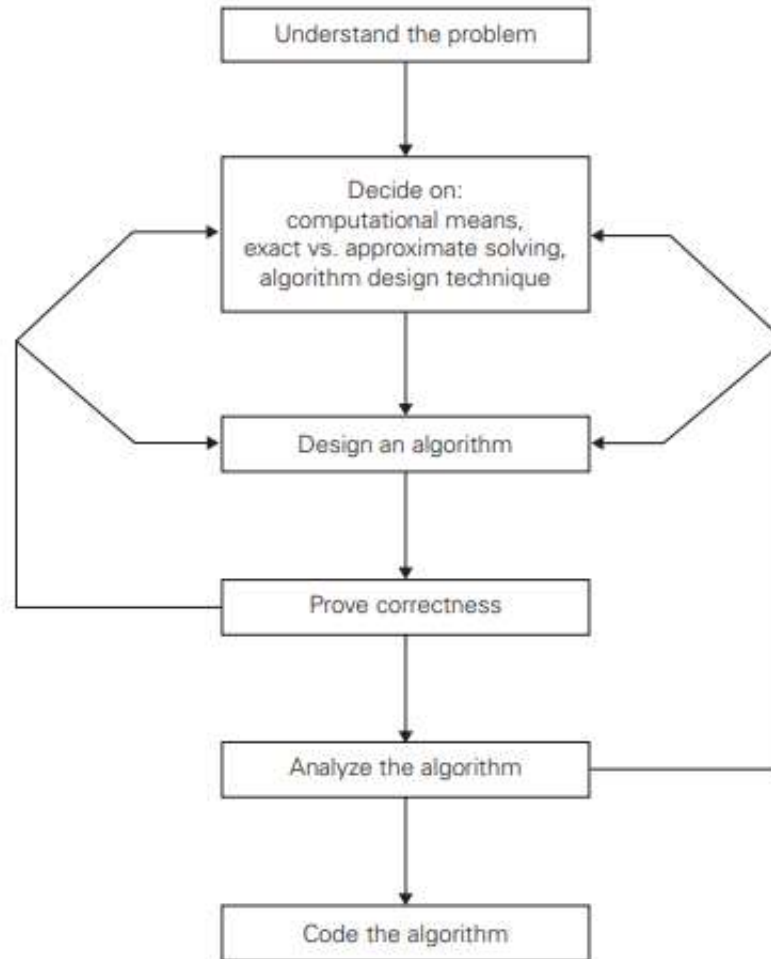 Understand the problem
Decide on:
computational means,
exact vs. approximate solving,
algorithm design technique
Design an algorithm
Prove correctness
Analyze the algorithm
Code the algorithm